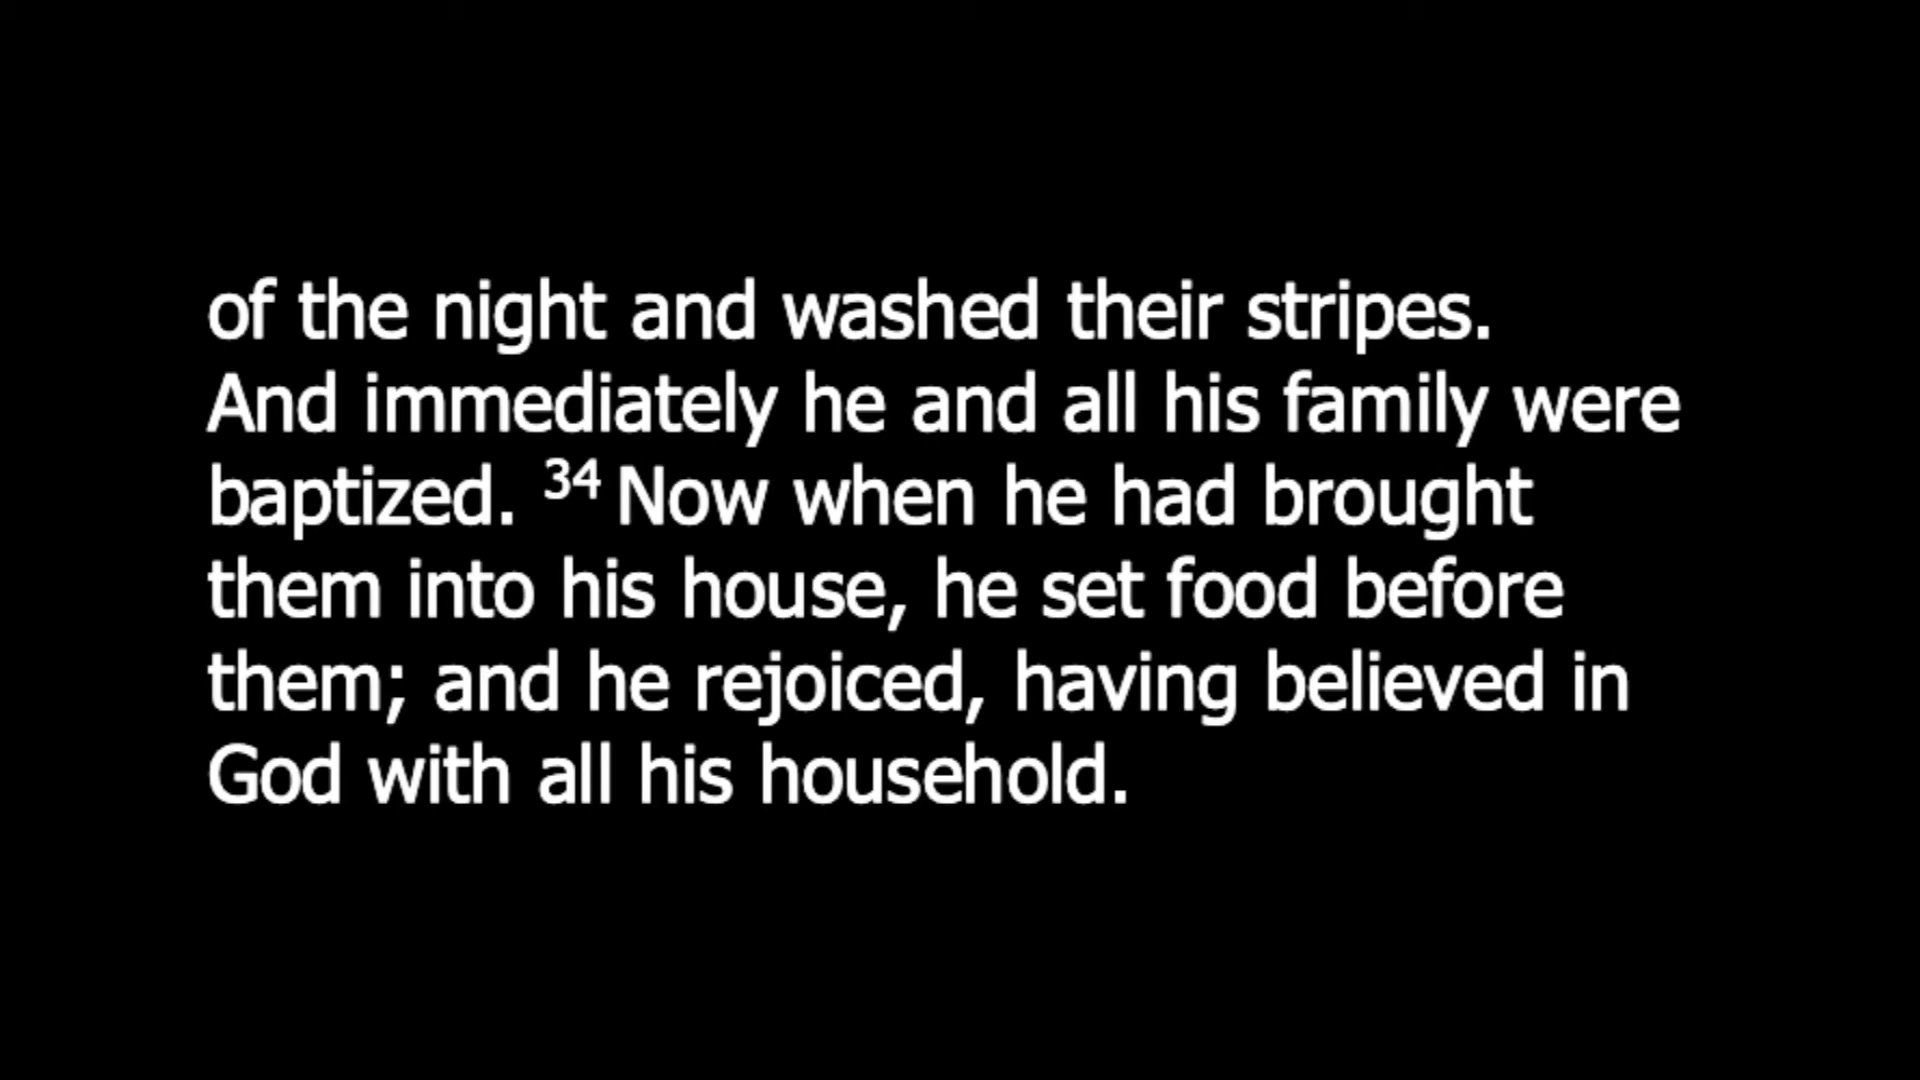 of the night and washed their stripes.
And immediately he and all his family were
baptized. 34 Now when he had brought
them into his house, he set food before
them; and he rejoiced, having believed in
God with all his household.